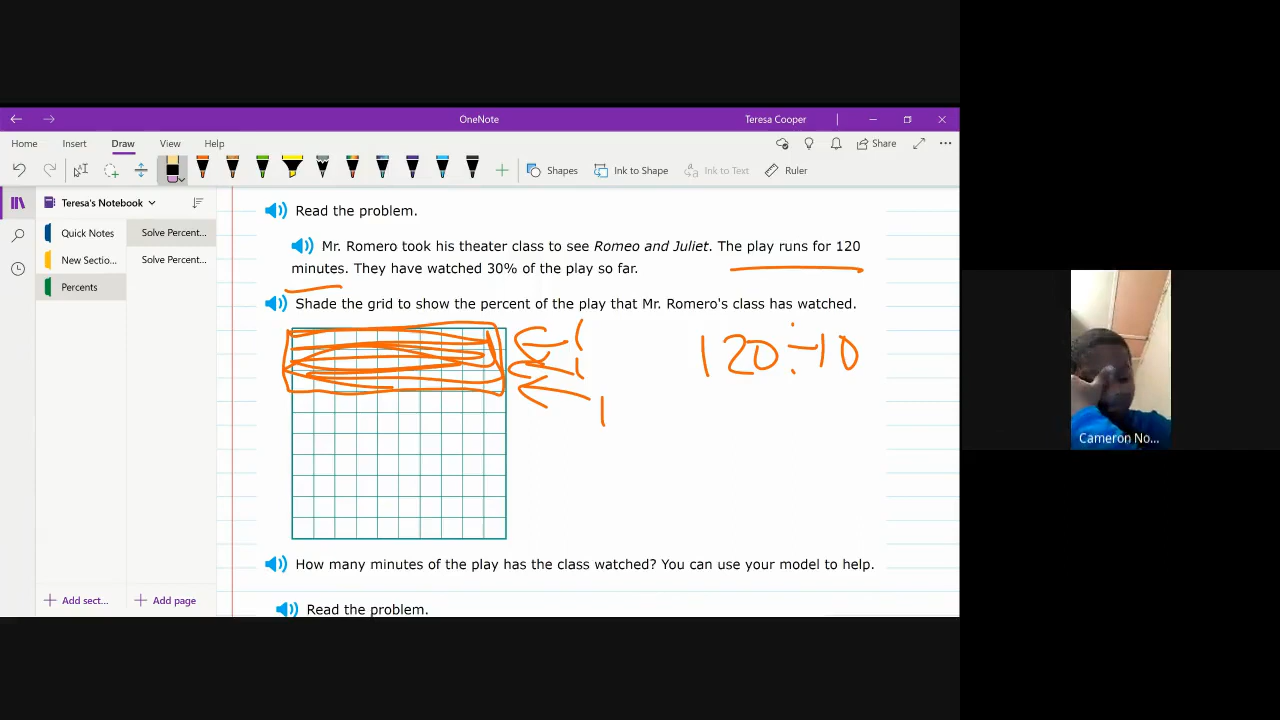 OneNote
Teresa Cooper
Home Insert Draw View Help
Share
Shapes Ink to Shape Ink to Text Ruler
Teresa's Notebook
Quick Notes
New Sectio...
Percents
Solve Percent...
Solve Percent...
Read the problem.
Mr. Romero took his theater class to see Romeo and Juliet. The play runs for 120
minutes. They have watched 30% of the play so far.
Shade the grid to show the percent of the play that Mr. Romero's class has watched.
120÷10
1
1
1
How many minutes of the play has the class watched? You can use your model to help.
Read the problem.
Add sect...
Add page
Cameron No...